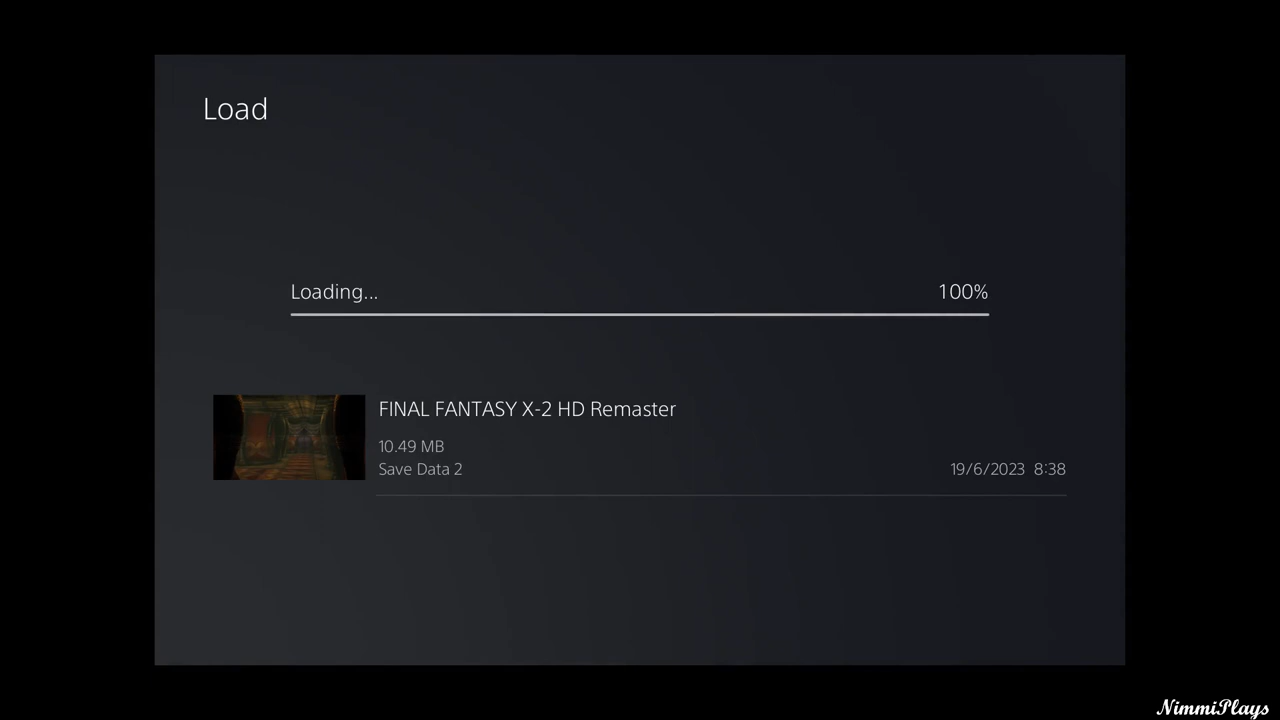 Load
Loading... 100%
FINAL FANTASY X-2 HD Remaster
10.49 MB
Save Data 2 19/6/2023 8:38
NimmiPlays